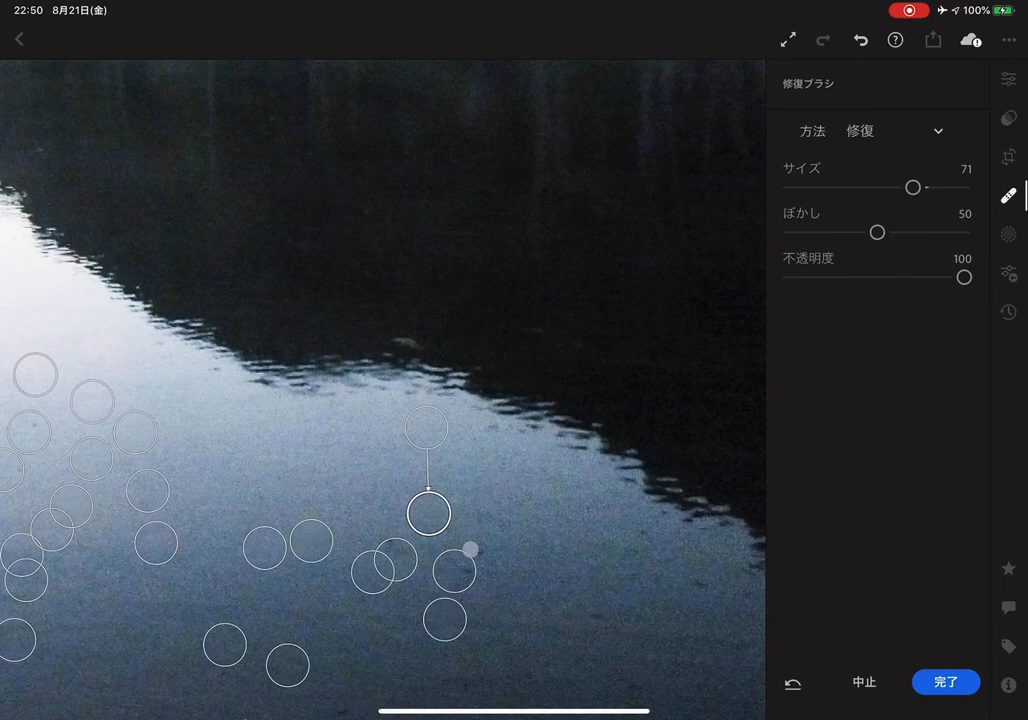 22:50 8月21日(金)
100%
修復ブラシ
方法 修復
サイズ 71
ぼかし 50
不透明度 100
中止 完了